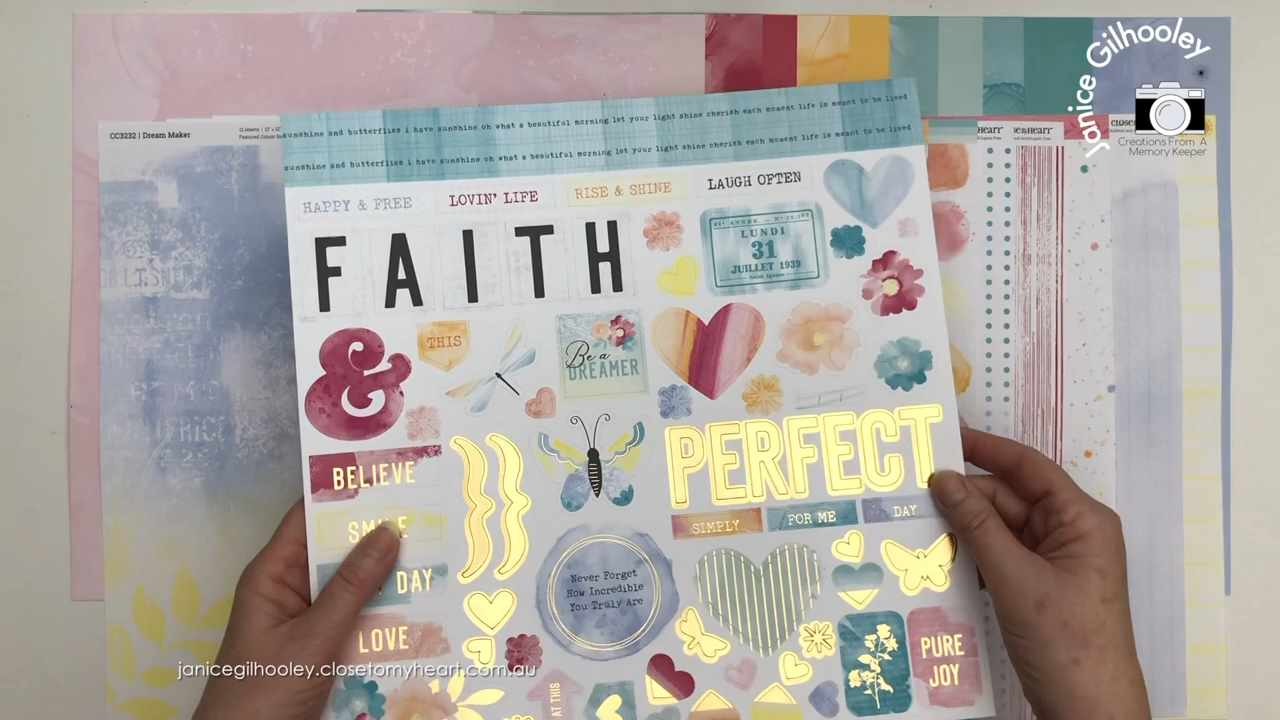 Janice Gilhooley
Creations From A
Memory Keeper
CC3232 | Dream Maker
sunshine and butterflies i have sunshine oh what a beautiful morning let your light shine cherish each moment life is meant to be lived
sunshine and butterflies i have sunshine oh what a beautiful morning let your light shine cherish each moment life is meant to be lived
HAPPY & FREE
LOVIN' LIFE
RISE & SHINE
LAUGH OFTEN
FAITH
LUNDI
31
JUILLET 1939
&
THIS
Be a
DREAMER
BELIEVE
PERFECT
SMILE
SIMPLY
FOR ME
DAY
DAY
Never Forget
How Incredible
You Truly Are
LOVE
PURE
JOY
AT THIS
janicegilhooley.closetomyheart.com.au